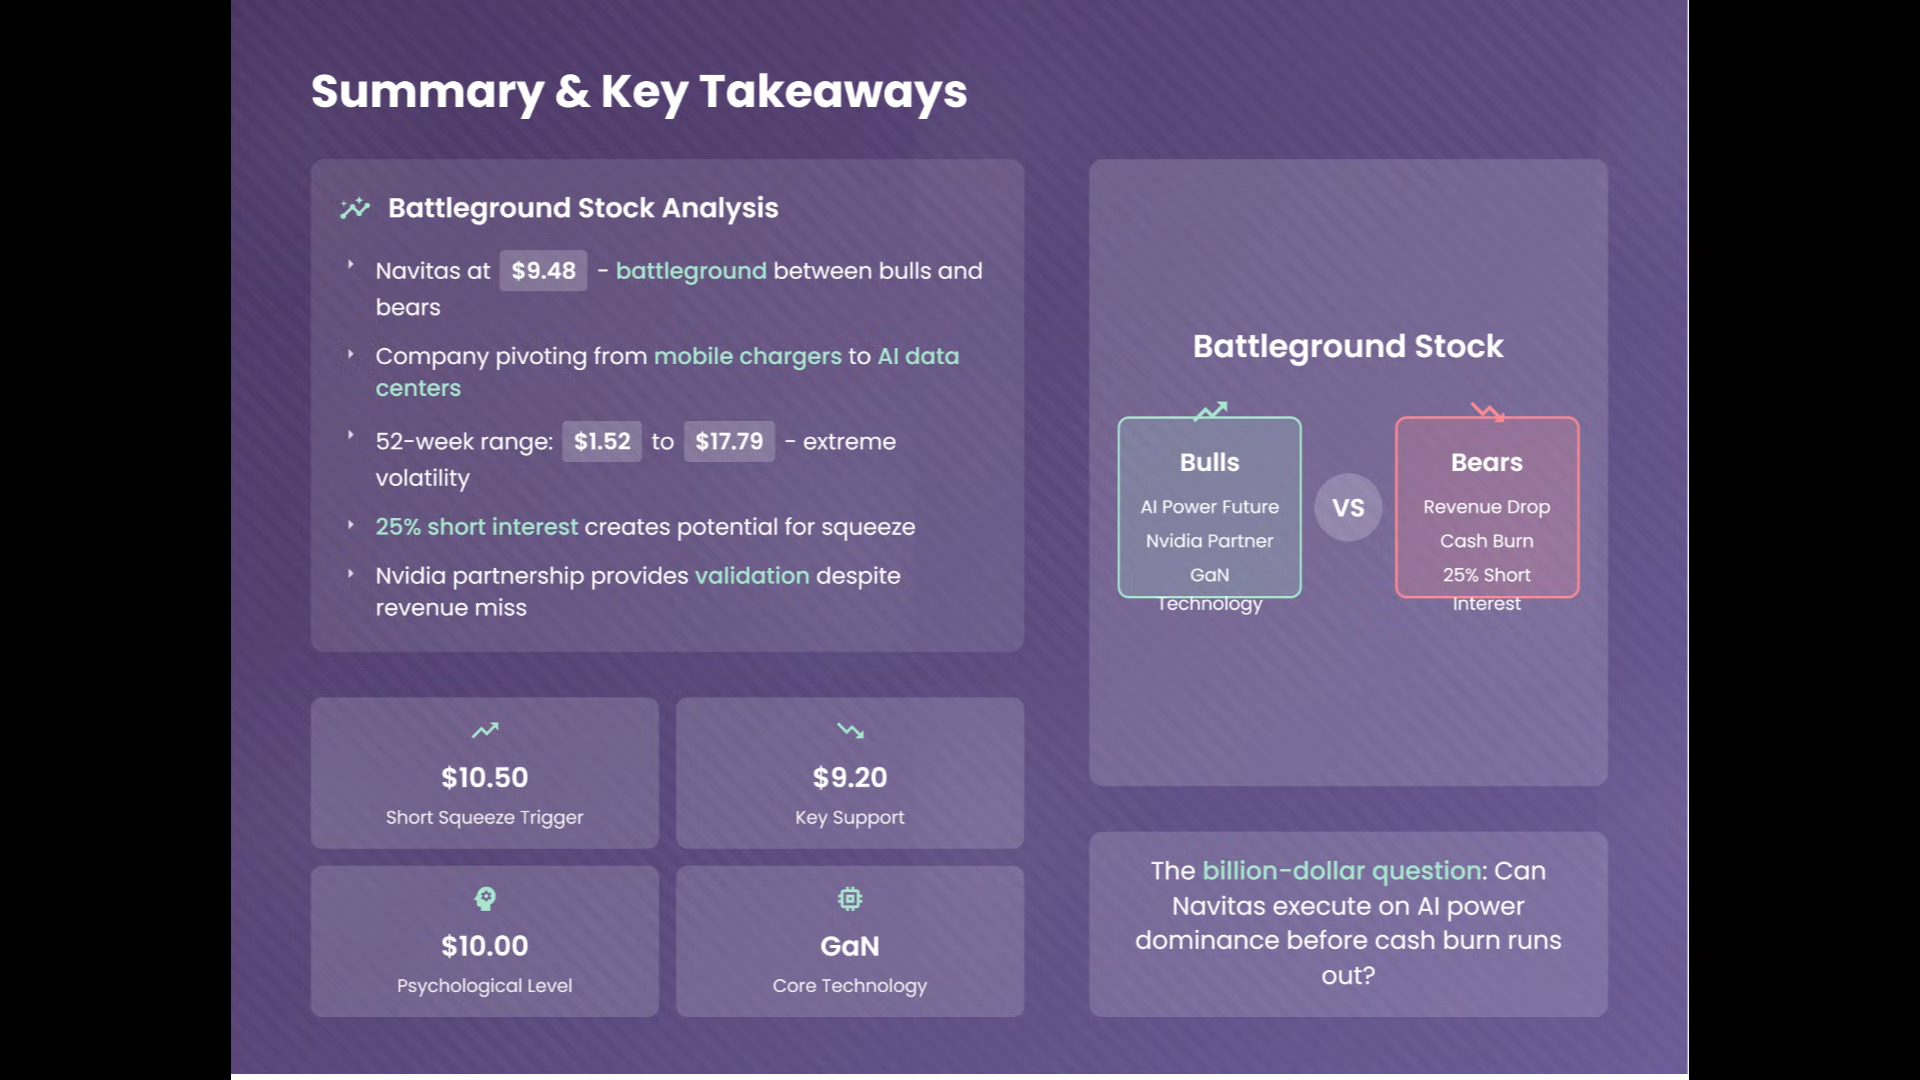 Summary & Key Takeaways
Battleground Stock Analysis
Navitas at $9.48 - battleground between bulls and
bears
Company pivoting from mobile chargers to AI data
centers
52-week range: $1.52 to $17.79 - extreme
volatility
25% short interest creates potential for squeeze
Nvidia partnership provides validation despite
revenue miss
$10.50
Short Squeeze Trigger
$9.20
Key Support
$10.00
Psychological Level
GaN
Core Technology
Battleground Stock
Bulls
AI Power Future
Nvidia Partner
GaN
Technology
VS
Bears
Revenue Drop
Cash Burn
25% Short
Interest
The billion-dollar question: Can
Navitas execute on AI power
dominance before cash burn runs
out?